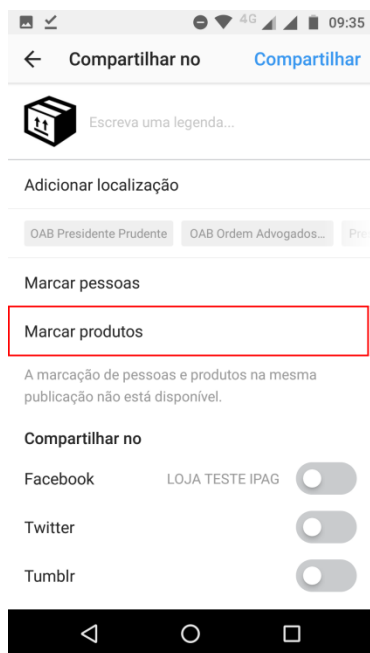 4G 09:35
Compartilhar no Compartilhar
Escreva uma legenda...
Adicionar localização
OAB Presidente Prudente OAB Ordem Advogados...
Marcar pessoas
Marcar produtos
A marcação de pessoas e produtos na mesma
publicação não está disponível.
Compartilhar no
Facebook LOJA TESTE IPAG
Twitter
Tumblr